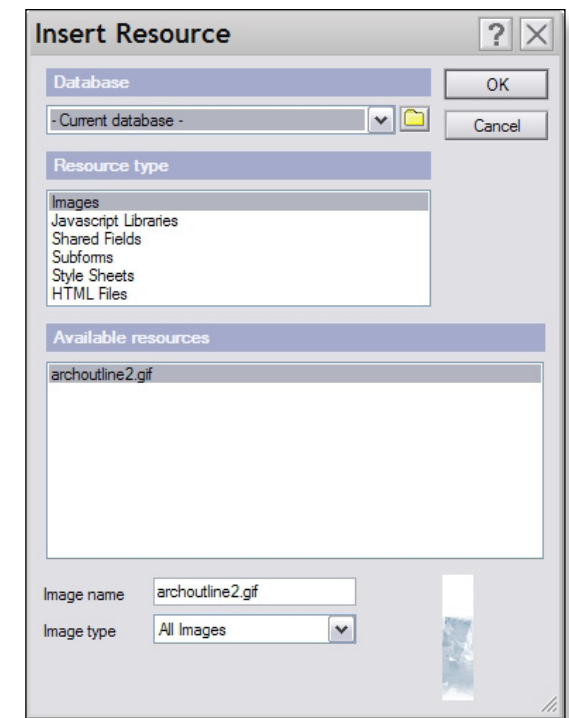 Insert Resource
?
Database
OK
- Current database -
Cancel
Resource type
Images
Javascript Libraries
Shared Fields
Subforms
Style Sheets
HTML Files
Available resources
archoutline2.gif
Image name archoutline2.gif
Image type All Images